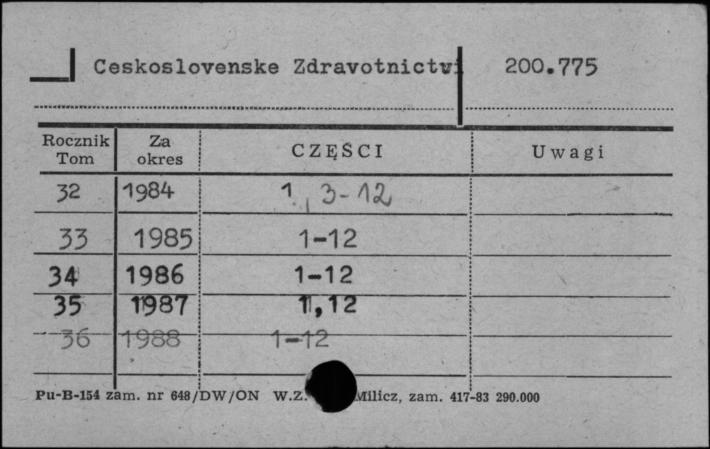 Ceskoslovenske Zdravotnictwi 200.775
Rocznik Tom Za okres CZĘŚCI Uwagi
32 1984 1, 3-12
33 1985 1-12
34 1986 1-12
35 1987 1,12
36 1988 1-12
Pu-B-154 zam. nr 648/DW/ON W.Z. Milicz, zam. 417-83 290.000